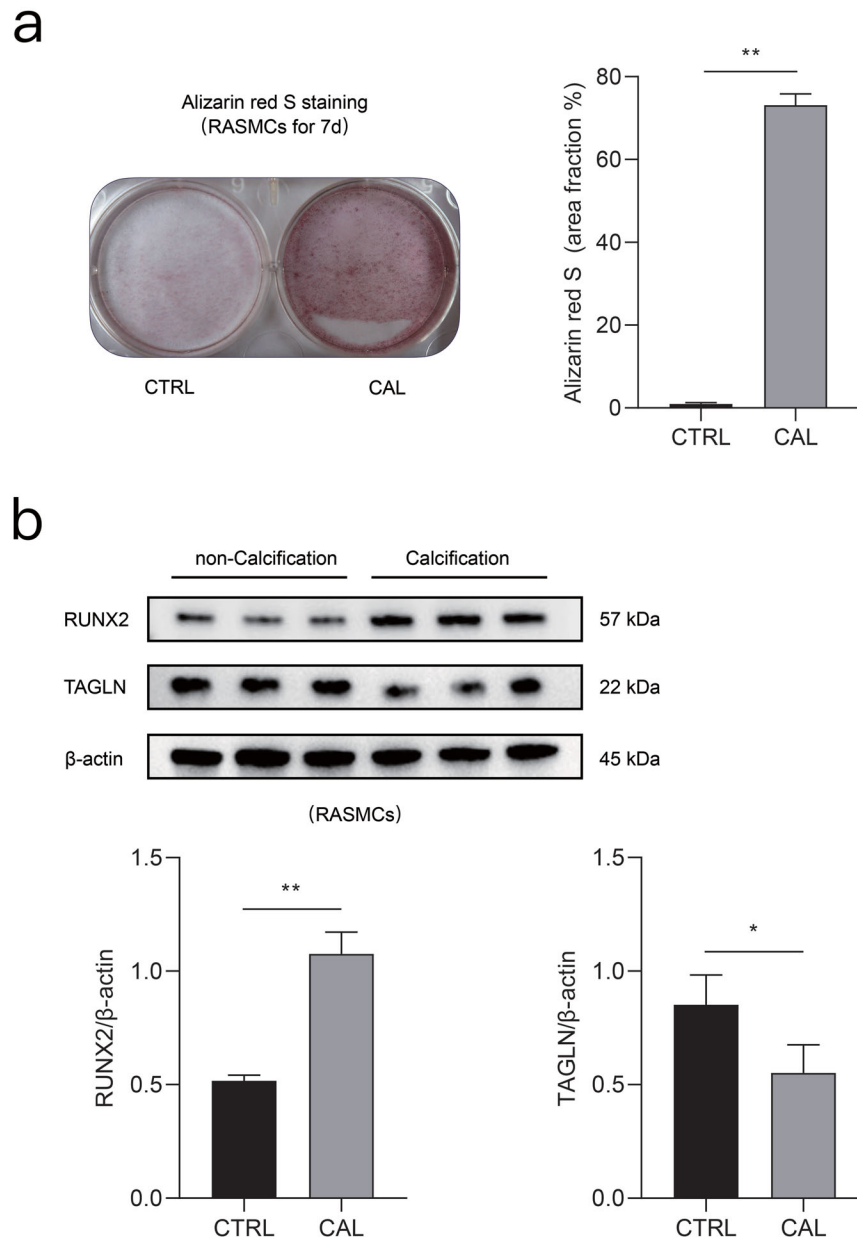 a
Alizarin red S staining
(RASMCs for 7d)
CTRL
CAL
Alizarin red S (area fraction %)
80
60
40
20
0
**
CTRL
CAL
b
non-Calcification
Calcification
RUNX2
57 kDa
TAGLN
22 kDa
β-actin
45 kDa
(RASMCs)
RUNX2/β-actin
1.5
1.0
0.5
0.0
**
CTRL
CAL
TAGLN/β-actin
1.5
1.0
0.5
0.0
*
CTRL
CAL